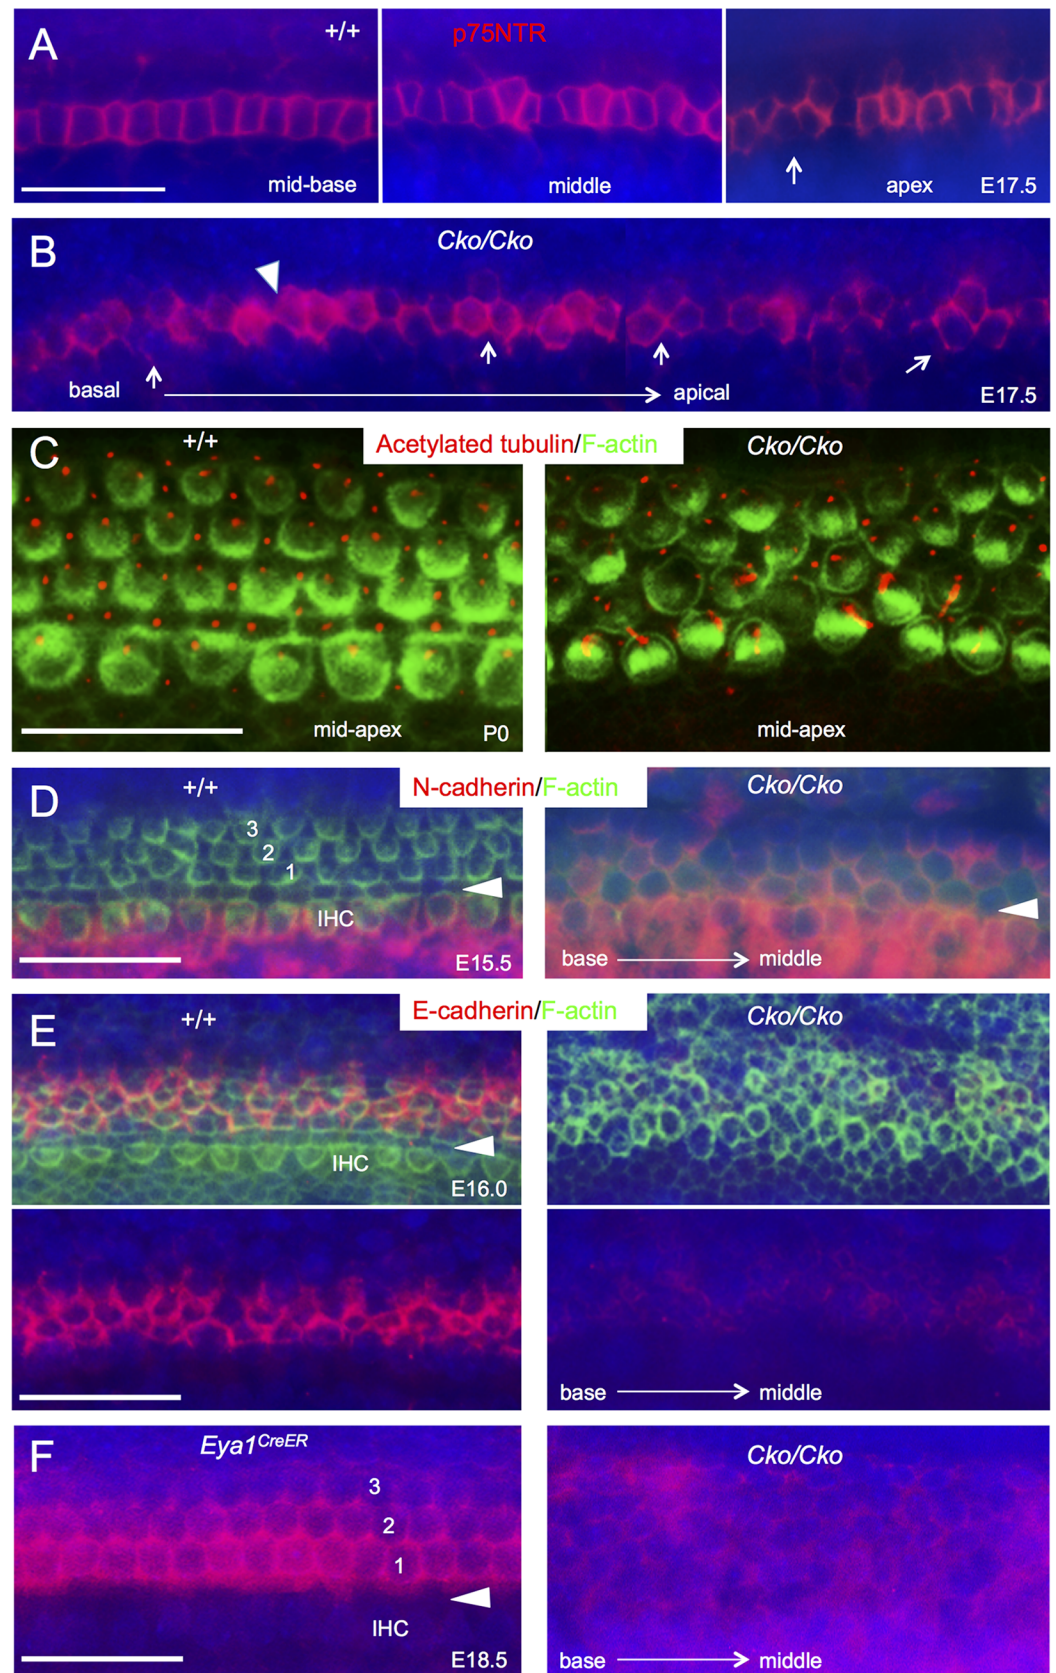 A
+/+
p75NTR
mid-base
middle
apex
E17.5
B
Cko/Cko
basal
apical
E17.5
C
+/+
Acetylated tubulin/F-actin
Cko/Cko
mid-apex
P0
mid-apex
D
+/+
N-cadherin/F-actin
Cko/Cko
3
2
1
IHC
E15.5
base
middle
E
+/+
E-cadherin/F-actin
Cko/Cko
IHC
E16.0
base
middle
F
Eya1CreER
Cko/Cko
3
2
1
IHC
E18.5
base
middle